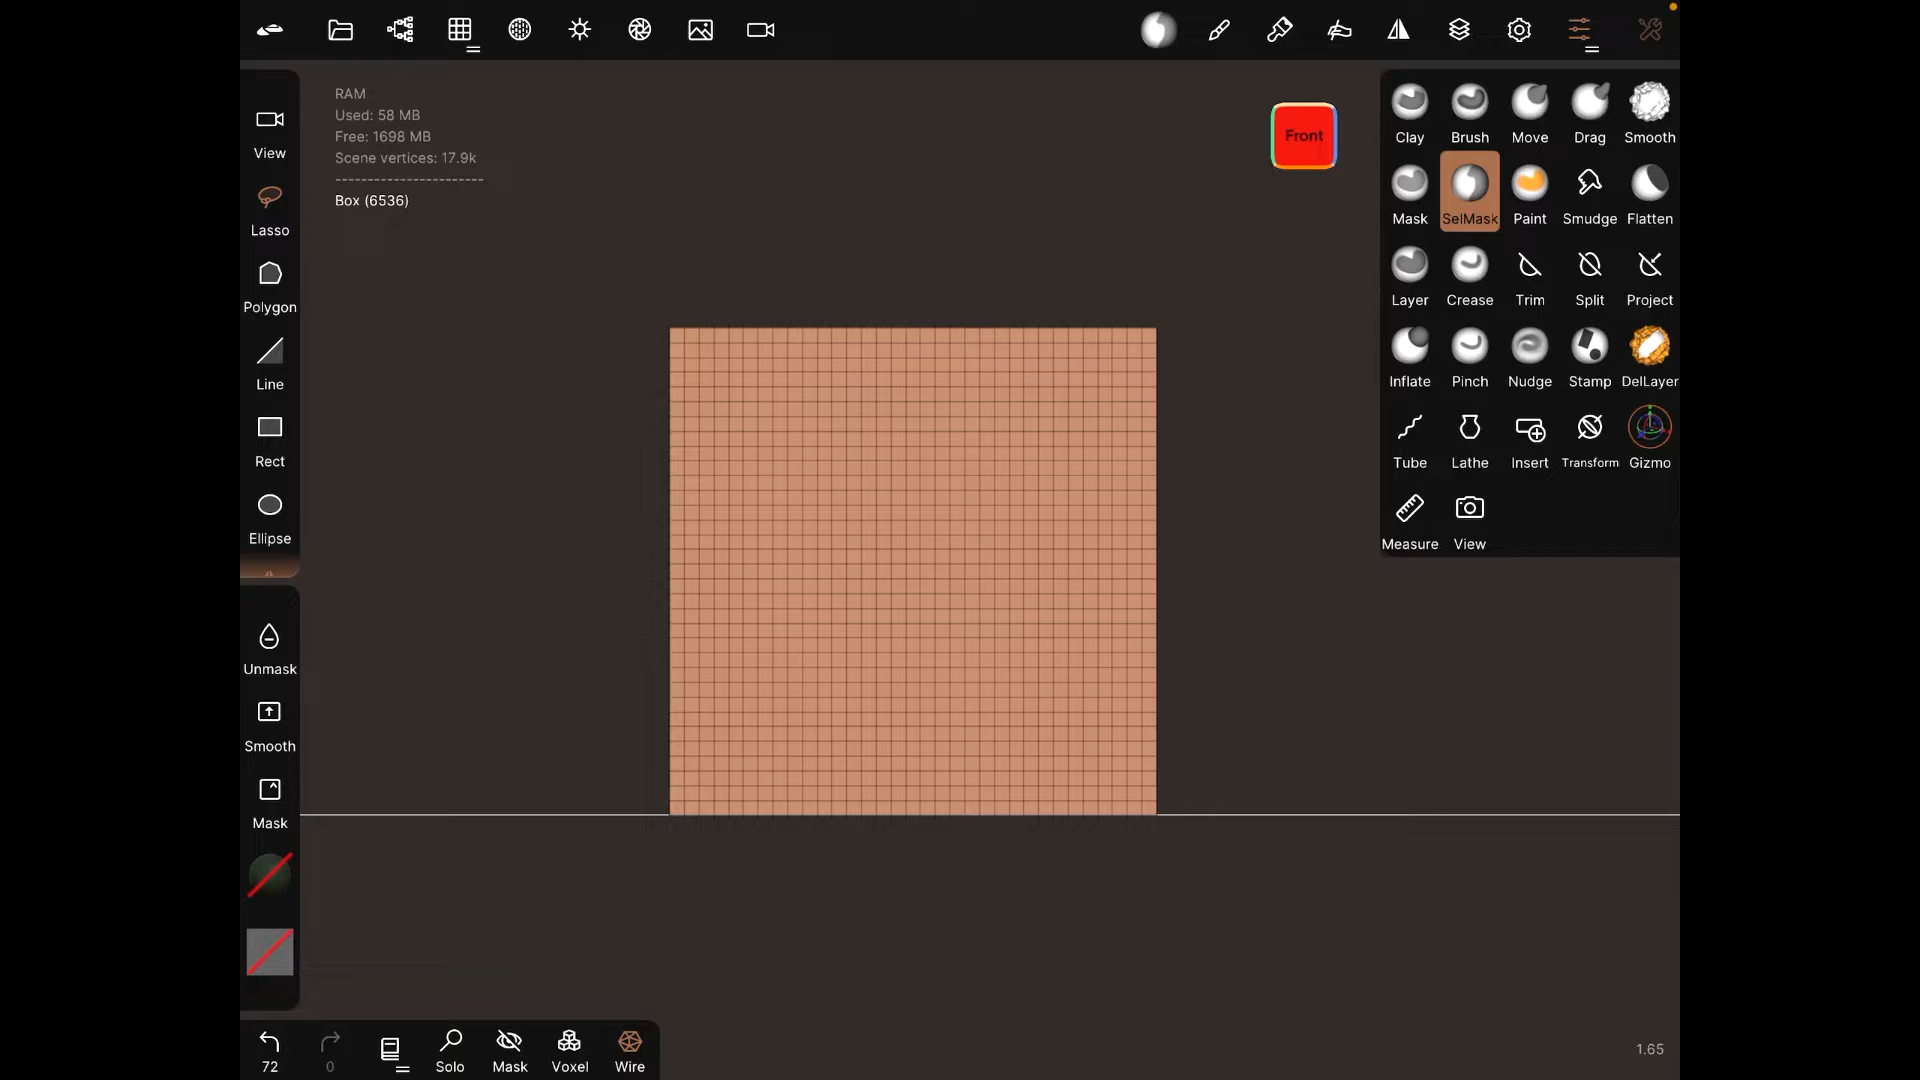 RAM
Used: 58 MB
Free: 1698 MB
Scene vertices: 17.9k
-----------------------
Box (6536)
Front
View
Lasso
Polygon
Line
Rect
Ellipse
Unmask
Smooth
Mask
Clay Brush Move Drag Smooth
Mask SelMask Paint Smudge Flatten
Layer Crease Trim Split Project
Inflate Pinch Nudge Stamp DelLayer
Tube Lathe Insert Transform Gizmo
Measure View
72 0 Solo Mask Voxel Wire
1.65